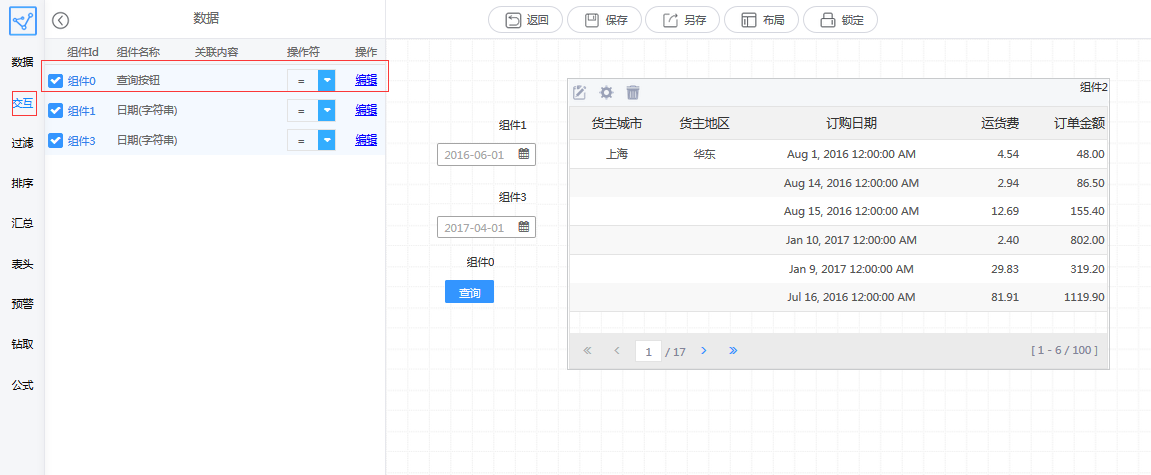 数据
返回 保存 另存 布局 锁定
数据
交互
过滤
排序
汇总
表头
预警
钻取
公式
组件Id 组件名称 关联内容 操作符 操作
组件0 查询按钮 = 编辑
组件1 日期(字符串) = 编辑
组件3 日期(字符串) = 编辑
组件1
2016-06-01
组件3
2017-04-01
组件0
查询
组件2
货主城市 货主地区 订购日期 运货费 订单金额
上海 华东 Aug 1, 2016 12:00:00 AM 4.54 48.00
Aug 14, 2016 12:00:00 AM 2.94 86.50
Aug 15, 2016 12:00:00 AM 12.69 155.40
Jan 10, 2017 12:00:00 AM 2.40 802.00
Jan 9, 2017 12:00:00 AM 29.83 319.20
Jul 16, 2016 12:00:00 AM 81.91 1119.90
« ‹ 1 / 17 › » [ 1 - 6 / 100 ]